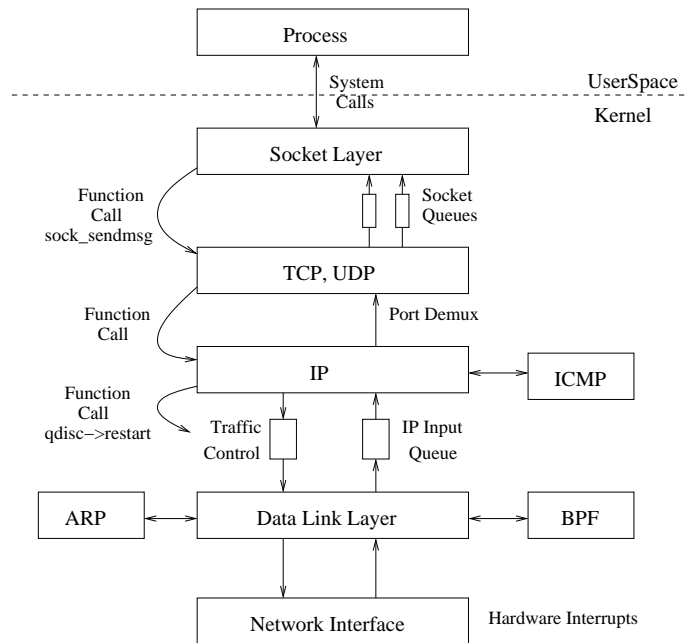 Process
System
Calls
UserSpace
Kernel
Socket Layer
Function
Call
sock_sendmsg
Socket
Queues
TCP, UDP
Function
Call
Port Demux
IP
ICMP
Function
Call
qdisc->restart
Traffic
Control
IP Input
Queue
ARP
Data Link Layer
BPF
Network Interface
Hardware Interrupts